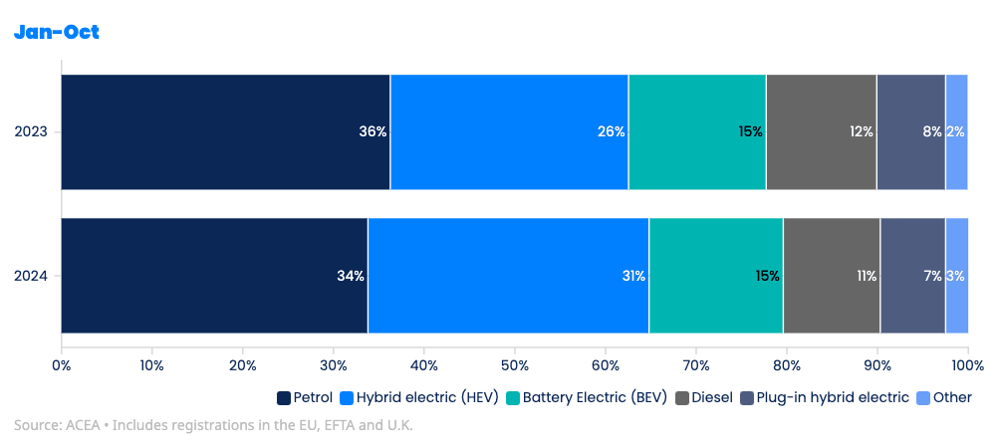 Jan-Oct
2023 36% 26% 15% 12% 8% 2%
2024 34% 31% 15% 11% 7% 3%
0% 10% 20% 30% 40% 50% 60% 70% 80% 90% 100%
Petrol Hybrid electric (HEV) Battery Electric (BEV) Diesel Plug-in hybrid electric Other
Source: ACEA • Includes registrations in the EU, EFTA and U.K.